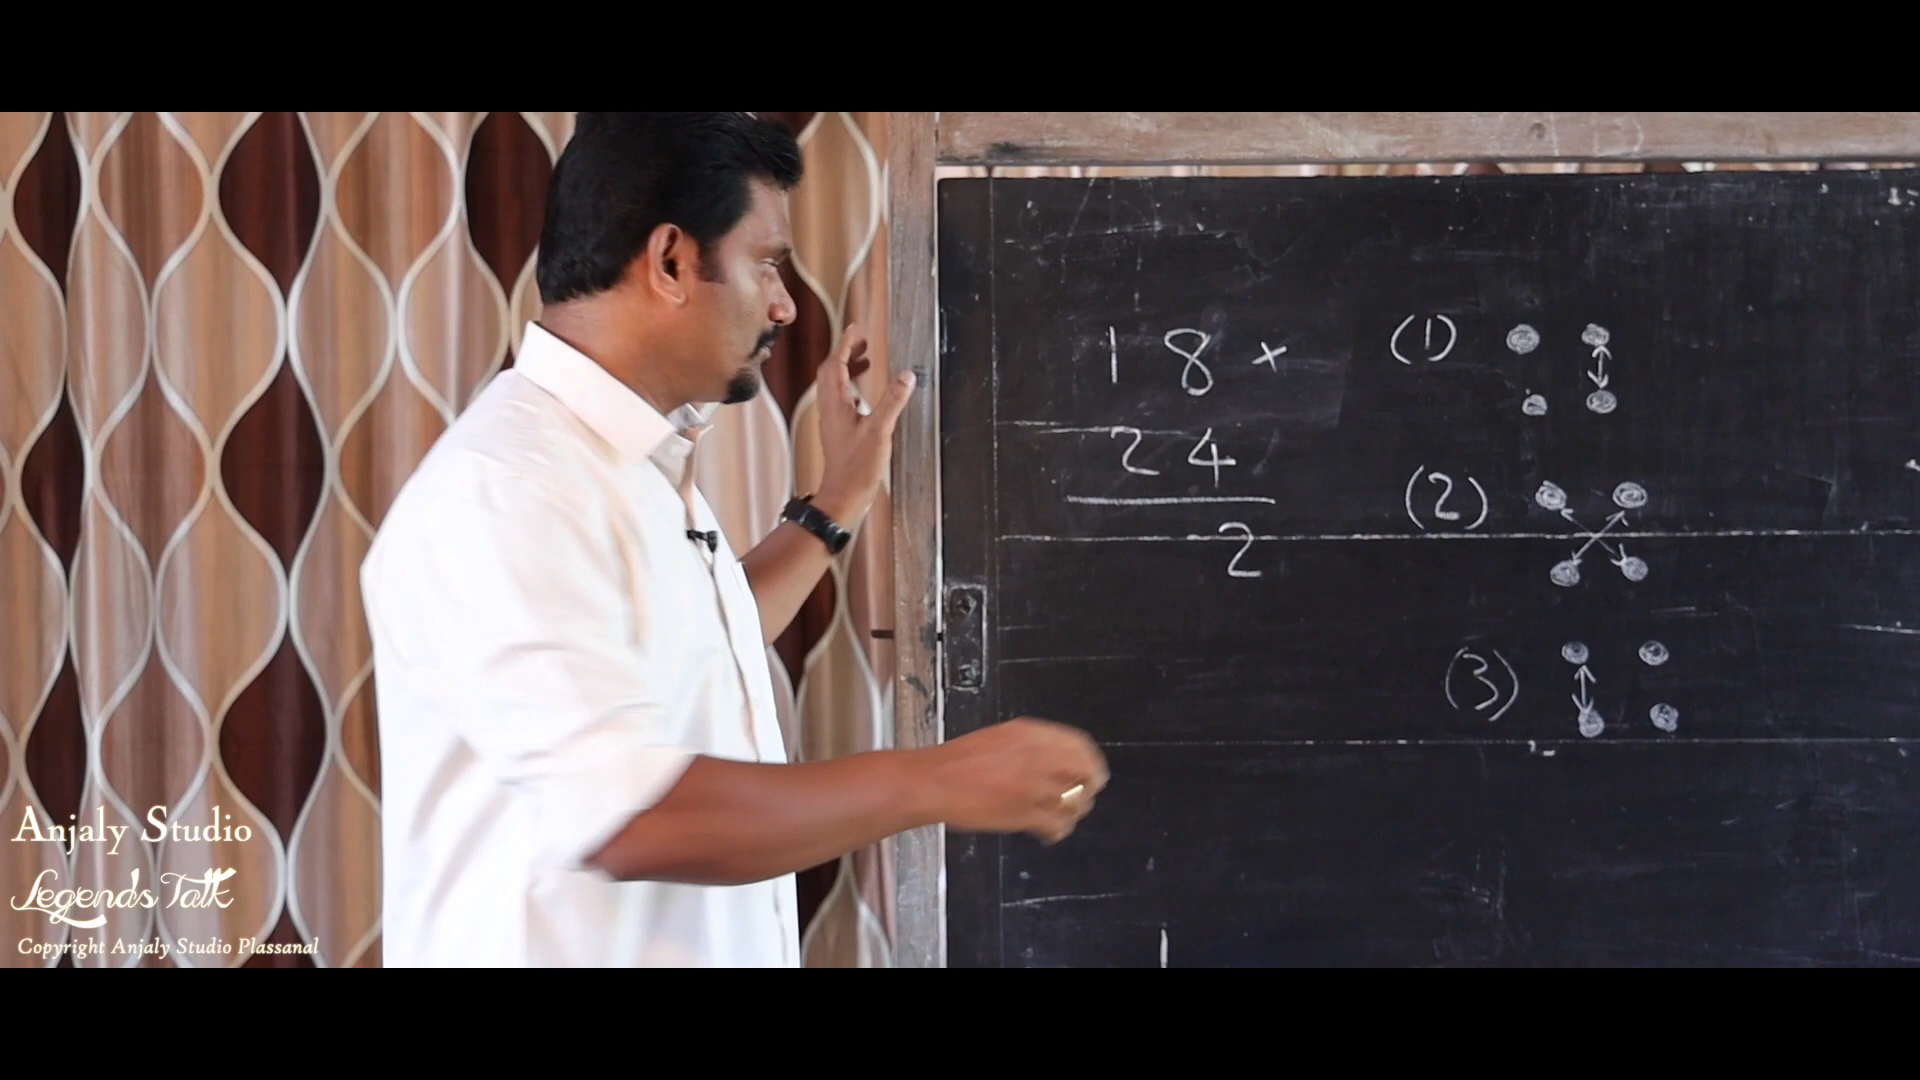 18 ×
24
2
(1)
(2)
(3)
Anjaly Studio
Legends Talk
Copyright Anjaly Studio Plassanal